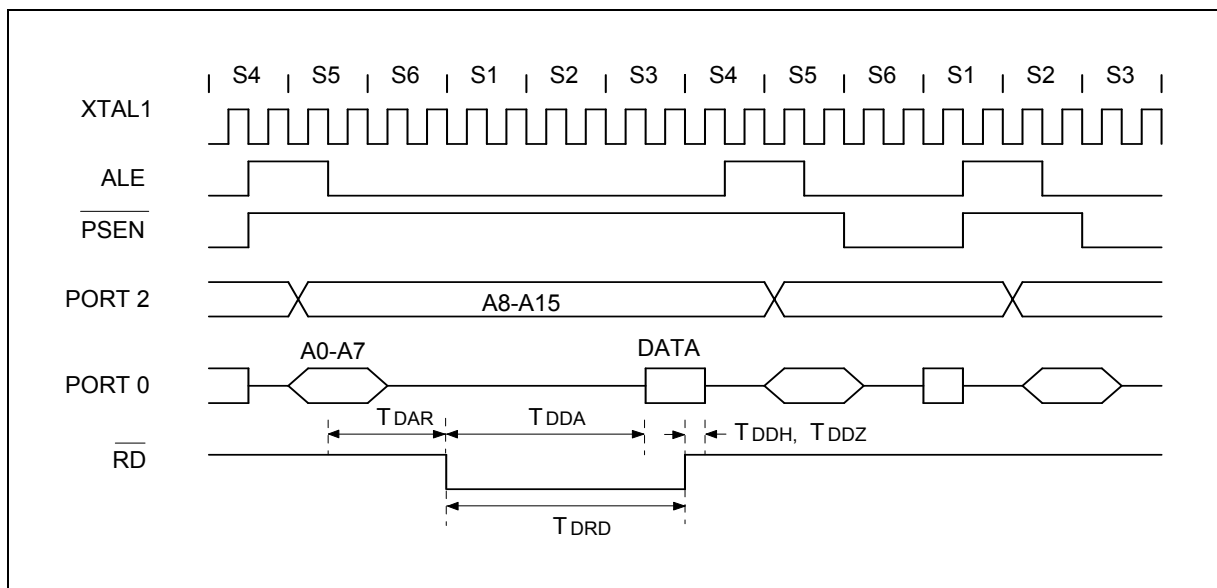 | S4 | S5 | S6 | S1 | S2 | S3 | S4 | S5 | S6 | S1 | S2 | S3 |
XTAL1
ALE
PSEN
PORT 2
A8-A15
A0-A7
DATA
PORT 0
TDAR
TDDA
TDDH, TDDZ
RD
TDRD